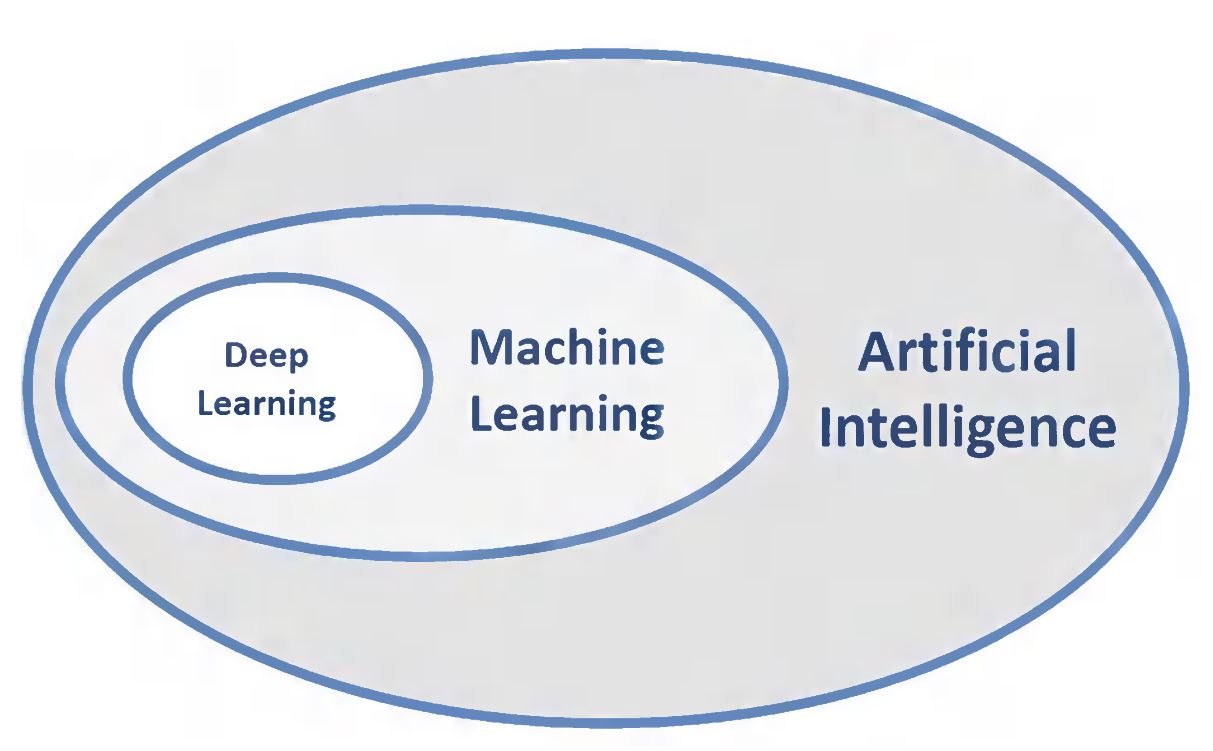 Deep
Learning
Machine
Learning
Artificial
Intelligence